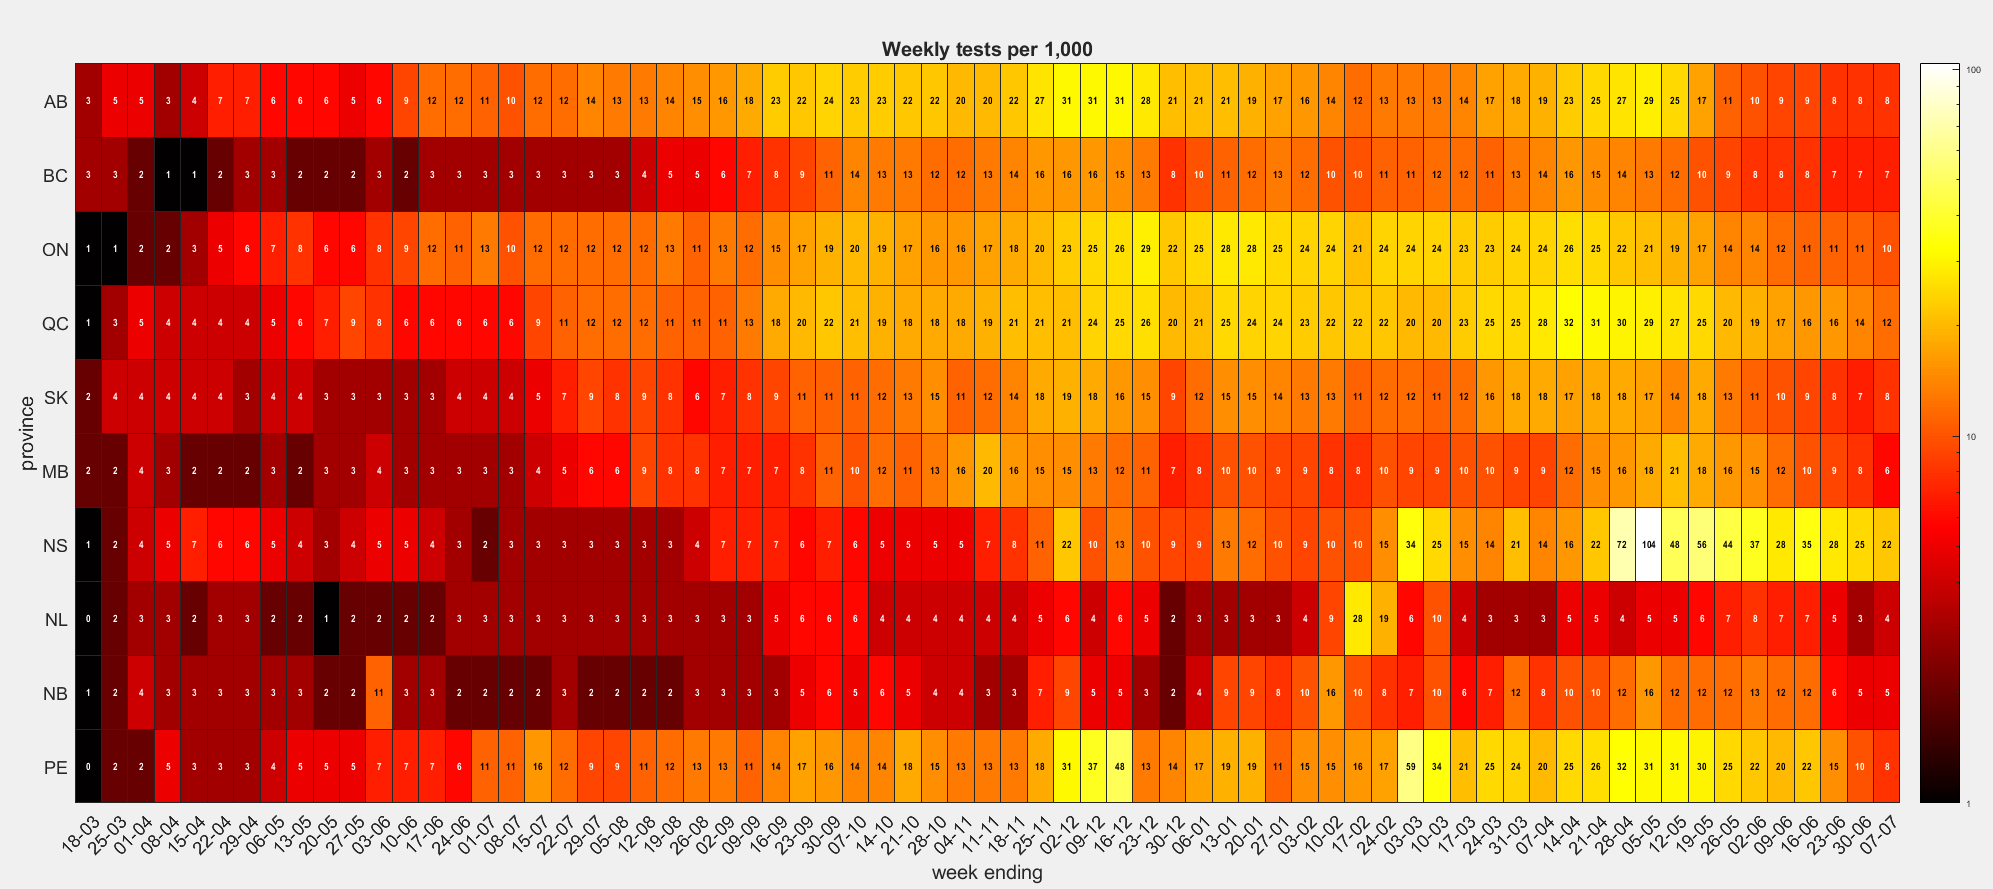 Weekly tests per 1,000
AB 3 5 5 3 4 7 7 6 6 6 5 6 9 12 12 11 10 12 12 14 13 13 14 15 16 18 23 22 24 23 23 22 22 20 20 22 27 31 31 31 28 21 21 21 19 17 16 14 12 13 13 13 14 17 18 19 23 25 27 29 25 17 11 10 9 9 8 8 8
BC 3 3 2 1 1 2 3 3 2 2 2 3 2 3 3 3 3 3 3 3 3 4 5 5 6 7 8 9 11 14 13 13 12 12 13 14 16 16 16 15 13 8 10 11 12 13 12 10 10 11 11 12 12 11 13 14 16 15 14 13 12 10 9 8 8 8 7 7 7
ON 1 1 2 2 3 5 6 7 8 6 6 8 9 12 11 13 10 12 12 12 12 12 13 11 13 12 15 17 19 20 19 17 16 16 17 18 20 23 25 26 29 22 25 28 28 25 24 24 21 24 24 24 23 23 24 24 26 25 22 21 19 17 14 14 12 11 11 11 10
QC 1 3 5 4 4 4 4 5 6 7 9 8 6 6 6 6 6 9 11 12 12 12 11 11 11 13 18 20 22 21 19 18 18 18 19 21 21 21 24 25 26 20 21 25 24 24 23 22 22 22 20 20 23 25 25 28 32 31 30 29 27 25 20 19 17 16 16 14 12
SK 2 4 4 4 4 4 3 4 4 3 3 3 3 3 4 4 4 5 7 9 8 9 8 6 7 8 9 11 11 11 12 13 15 11 12 14 18 19 18 16 15 9 12 15 15 14 13 13 11 12 12 11 12 16 18 18 17 18 18 17 14 18 13 11 10 9 8 7 8
MB 2 2 4 3 2 2 2 3 2 3 3 4 3 3 3 3 3 4 5 6 6 9 8 8 7 7 7 8 11 10 12 11 13 16 20 16 15 15 13 12 11 7 8 10 10 9 9 8 8 10 9 9 10 10 9 9 12 15 16 18 21 18 16 15 12 10 9 8 6
NS 1 2 4 5 7 6 6 5 4 3 4 5 5 4 3 2 3 3 3 3 3 3 3 4 7 7 7 6 7 6 5 5 5 5 7 8 11 22 10 13 10 9 9 13 12 10 9 10 10 15 34 25 15 14 21 14 16 22 72 104 48 56 44 37 28 35 28 25 22
NL 0 2 3 3 2 3 3 2 2 1 2 2 2 2 3 3 3 3 3 3 3 3 3 3 3 3 5 6 6 6 4 4 4 4 4 4 5 6 4 6 5 2 3 3 3 3 4 9 28 19 6 10 4 3 3 3 5 5 4 5 5 6 7 8 7 7 5 3 4
NB 1 2 4 3 3 3 3 3 3 2 2 11 3 3 2 2 2 2 3 2 2 2 2 3 3 3 3 5 6 5 6 5 4 4 3 3 7 9 5 5 3 2 4 9 9 8 10 16 10 8 7 10 6 7 12 8 10 10 12 16 12 12 12 13 12 12 6 5 5
PE 0 2 2 5 3 3 3 4 5 5 5 7 7 7 6 11 11 16 12 9 9 11 12 13 13 11 14 17 16 14 14 18 15 13 13 13 18 31 37 48 13 14 17 19 19 11 15 15 16 17 59 34 21 25 24 20 25 26 32 31 31 30 25 22 20 22 15 10 8
province
18-03 25-03 01-04 08-04 15-04 22-04 29-04 06-05 13-05 20-05 27-05 03-06 10-06 17-06 24-06 01-07 08-07 15-07 22-07 29-07 05-08 12-08 19-08 26-08 02-09 09-09 16-09 23-09 30-09 07-10 14-10 21-10 28-10 04-11 11-11 18-11 25-11 02-12 09-12 16-12 23-12 30-12 06-01 13-01 20-01 27-01 03-02 10-02 17-02 24-02 03-03 10-03 17-03 24-03 31-03 07-04 14-04 21-04 28-04 05-05 12-05 19-05 26-05 02-06 09-06 16-06 23-06 30-06 07-07
week ending
100
10
1